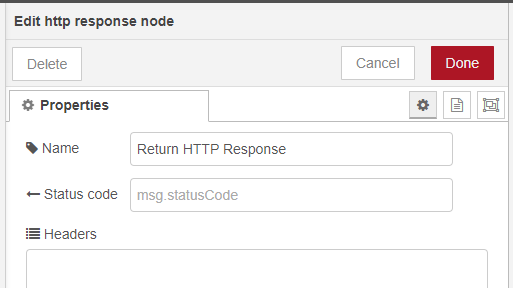 Edit http response node
Delete
Cancel
Done
Properties
Name
Return HTTP Response
Status code
msg.statusCode
Headers